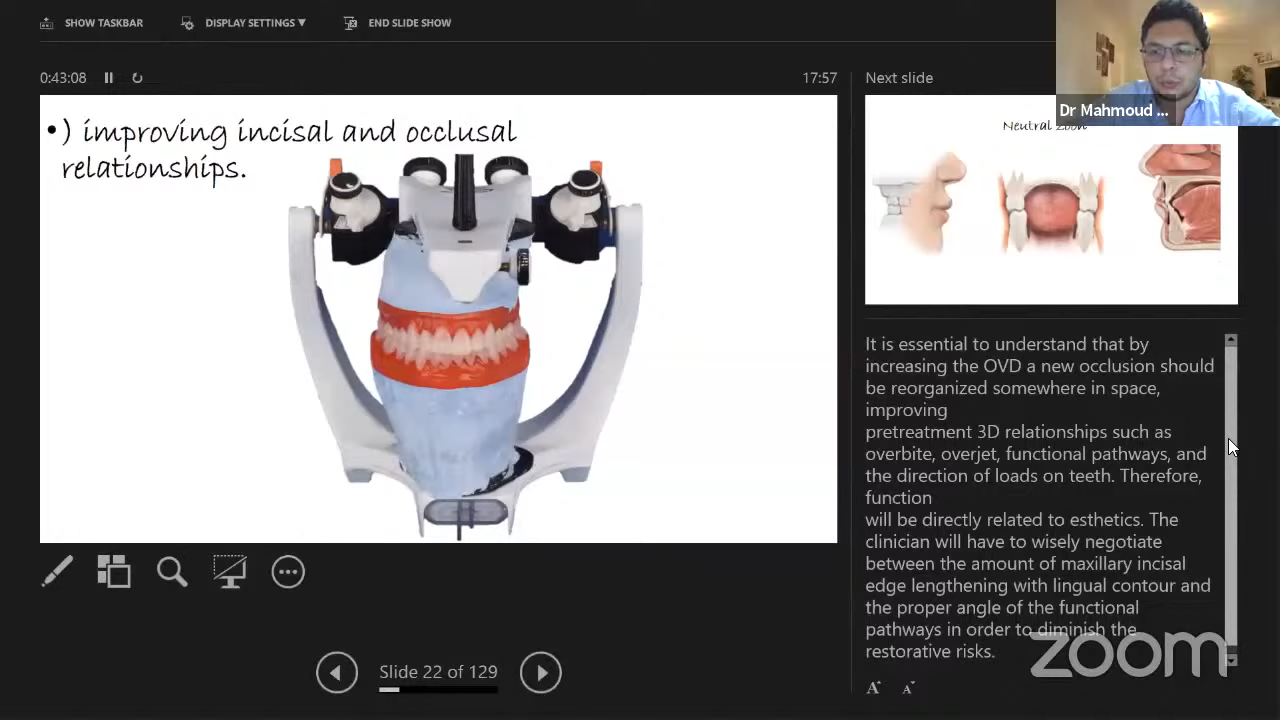 SHOW TASKBAR
DISPLAY SETTINGS ▼
END SLIDE SHOW
0:43:08
17:57
Next slide
Dr Mahmoud ...
•) improving incisal and occlusal
relationships.
Neutral Zoon
It is essential to understand that by
increasing the OVD a new occlusion should
be reorganized somewhere in space,
improving
pretreatment 3D relationships such as
overbite, overjet, functional pathways, and
the direction of loads on teeth. Therefore,
function
will be directly related to esthetics. The
clinician will have to wisely negotiate
between the amount of maxillary incisal
edge lengthening with lingual contour and
the proper angle of the functional
pathways in order to diminish the
restorative risks.
zoom
Slide 22 of 129
A A